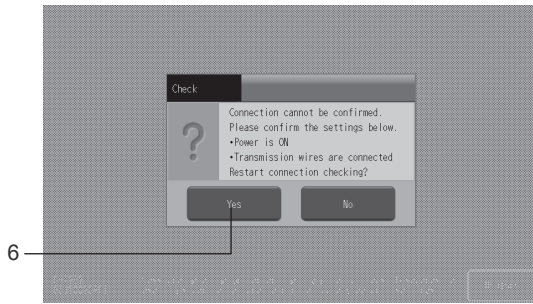 Check
Connection cannot be confirmed.
Please confirm the settings below.
•Power is ON
•Transmission wires are connected
Restart connection checking?
Yes No
6